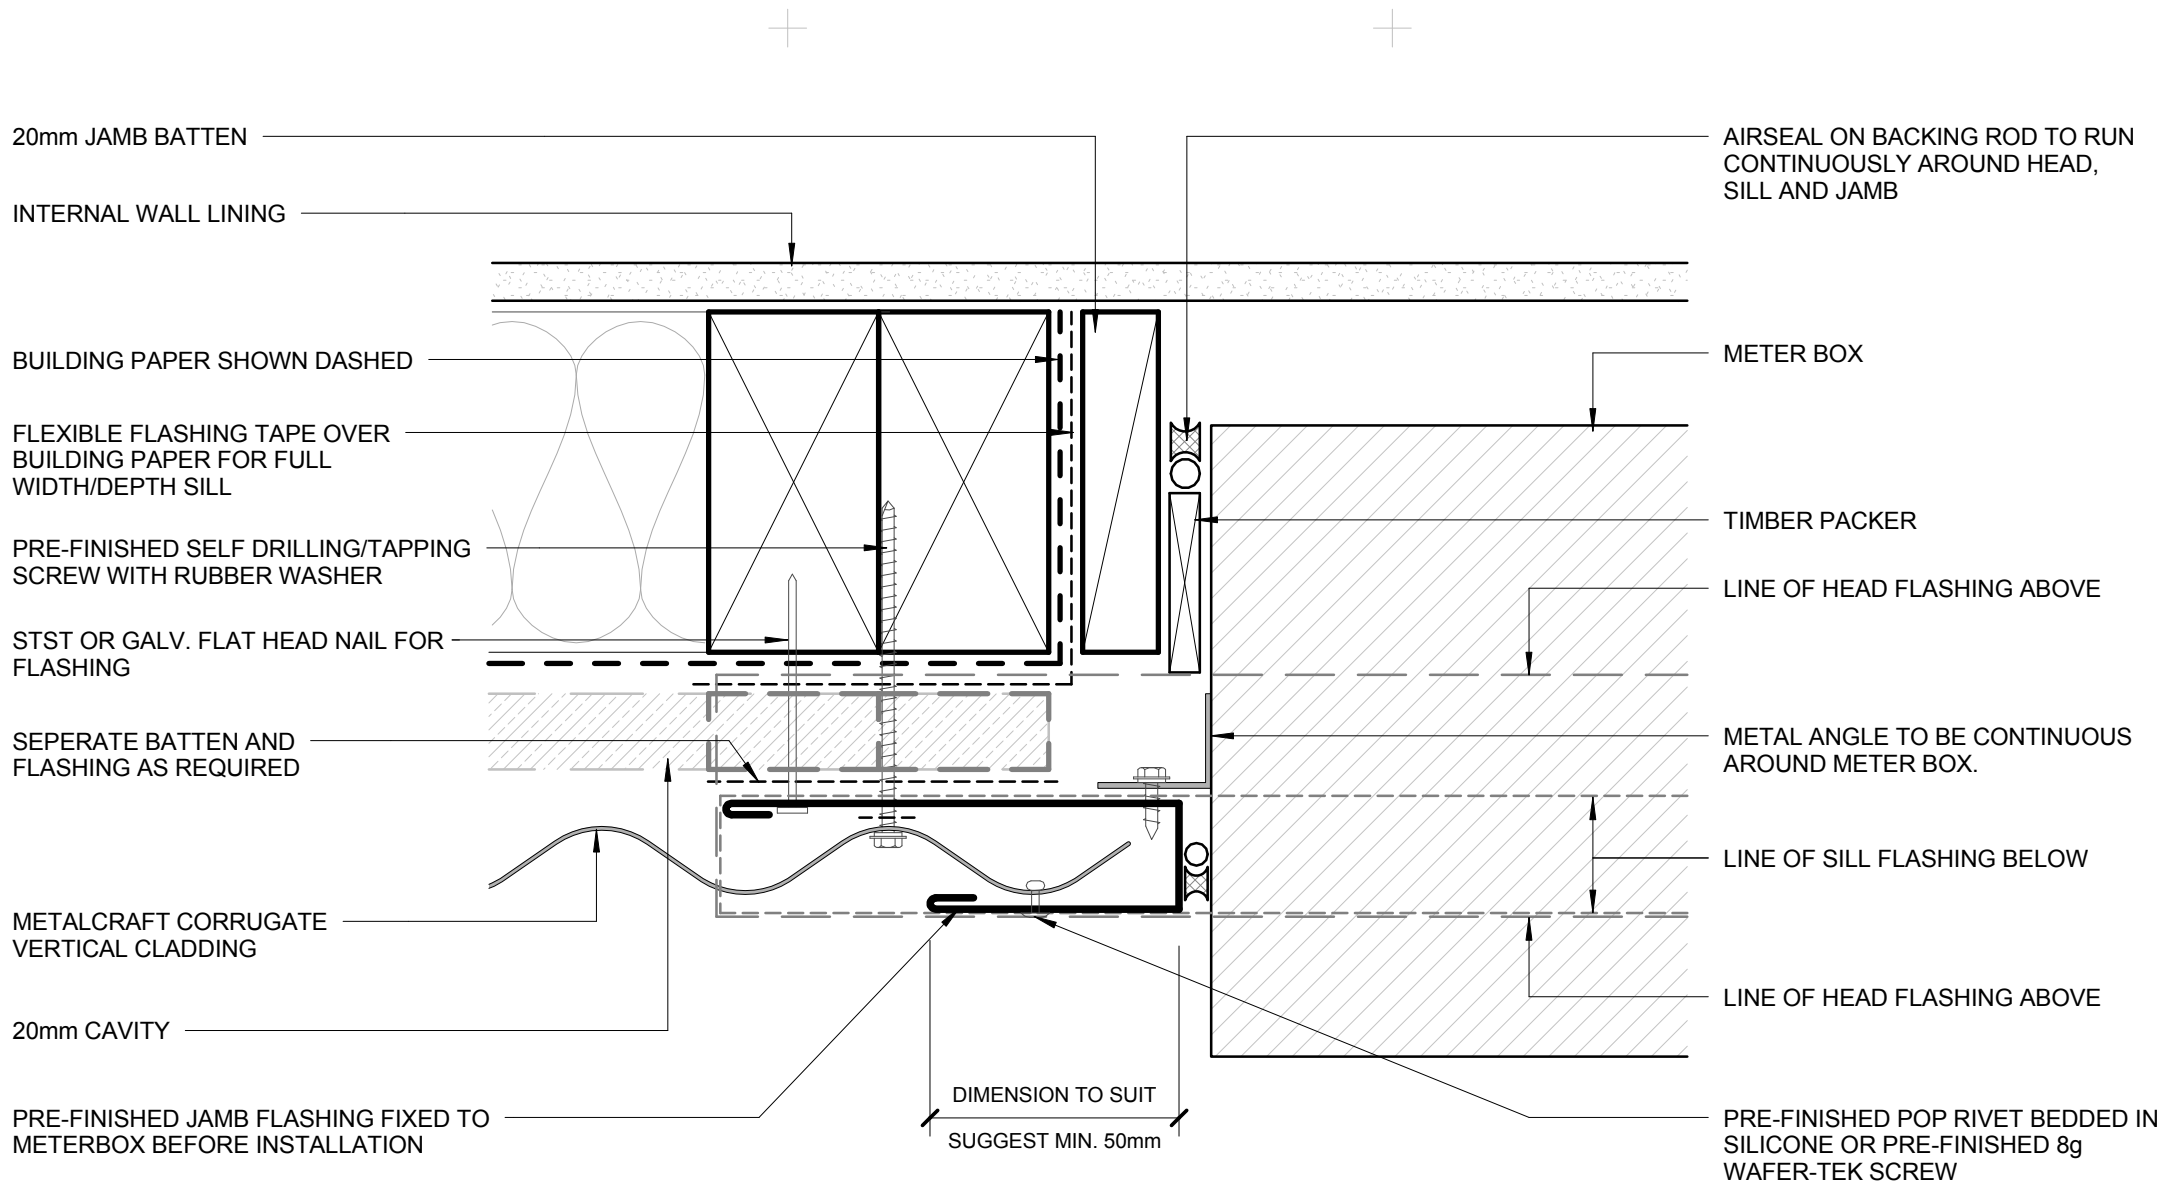 20mm JAMB BATTEN
INTERNAL WALL LINING
BUILDING PAPER SHOWN DASHED
FLEXIBLE FLASHING TAPE OVER
BUILDING PAPER FOR FULL
WIDTH/DEPTH SILL
PRE-FINISHED SELF DRILLING/TAPPING
SCREW WITH RUBBER WASHER
STST OR GALV. FLAT HEAD NAIL FOR
FLASHING
SEPERATE BATTEN AND
FLASHING AS REQUIRED
METALCRAFT CORRUGATE
VERTICAL CLADDING
20mm CAVITY
PRE-FINISHED JAMB FLASHING FIXED TO
METERBOX BEFORE INSTALLATION
DIMENSION TO SUIT
SUGGEST MIN. 50mm
AIRSEAL ON BACKING ROD TO RUN
CONTINUOUSLY AROUND HEAD,
SILL AND JAMB
METER BOX
TIMBER PACKER
LINE OF HEAD FLASHING ABOVE
METAL ANGLE TO BE CONTINUOUS
AROUND METER BOX.
LINE OF SILL FLASHING BELOW
LINE OF HEAD FLASHING ABOVE
PRE-FINISHED POP RIVET BEDDED IN
SILICONE OR PRE-FINISHED 8g
WAFER-TEK SCREW